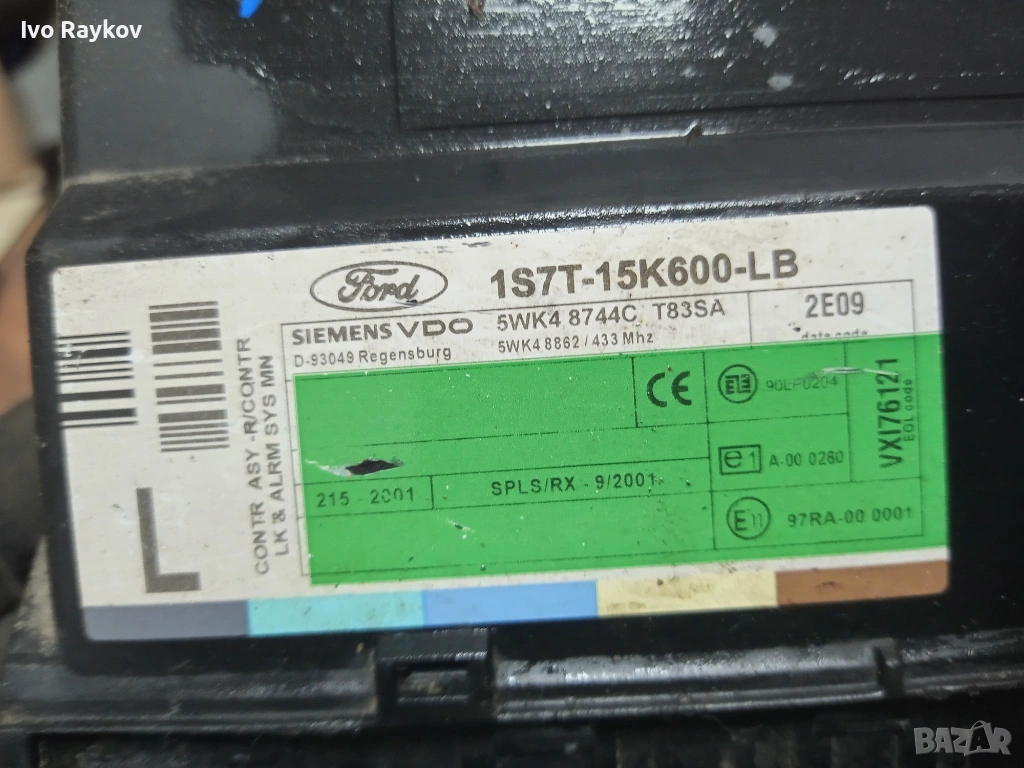 Ivo Raykov
Ford
1S7T-15K600-LB
SIEMENS VDO
D-93049 Regensburg
5WK4 8744C T83SA
5WK4 8862 / 433 Mhz
2E09
date code
CONTR ASY -R/CONTR
LK & ALRM SYS MN
L
CE
90LP0204
VXI76121
EOL code
e1
A-00 0280
215 - 2001
SPLS/RX - 9/2001
E11
97RA-00 0001
BAZAR